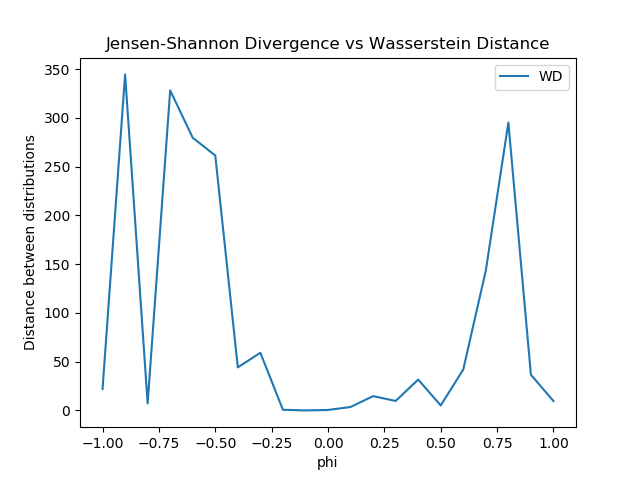 Jensen-Shannon Divergence vs Wasserstein Distance
WD
Distance between distributions
350
300
250
200
150
100
50
0
−1.00 −0.75 −0.50 −0.25 0.00 0.25 0.50 0.75 1.00
phi